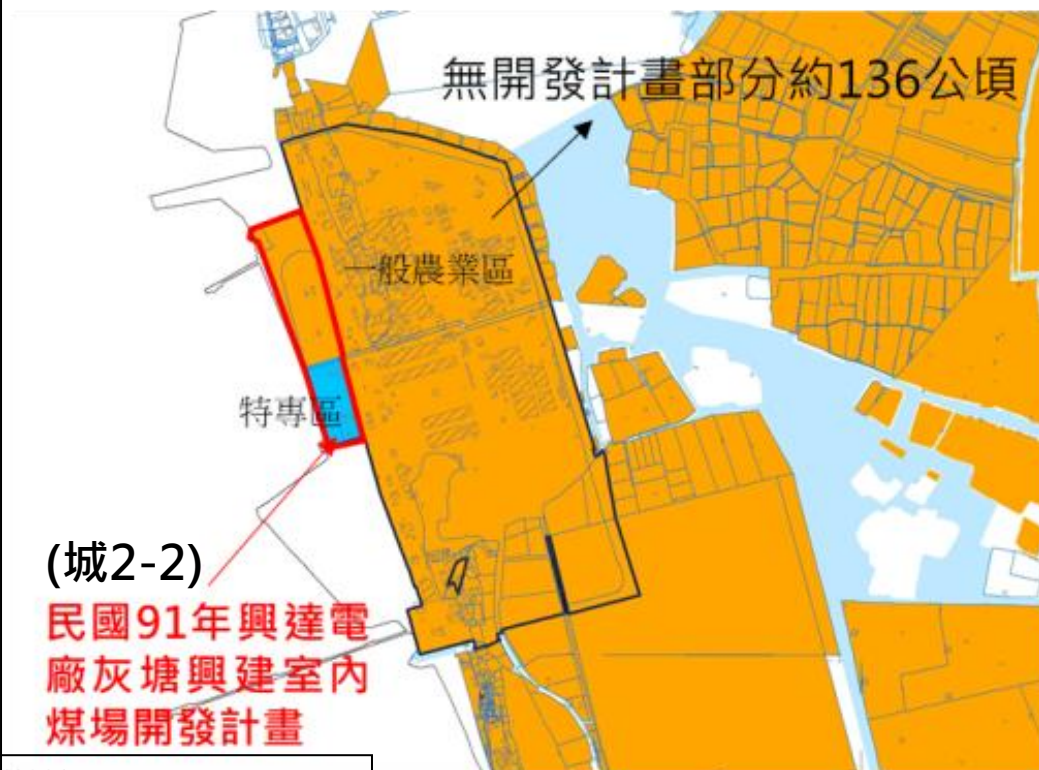 無開發計畫部分約136公頃
一般農業區
特專區
(城2-2)
民國91年興達電
廠灰塘興建室內
煤場開發計畫